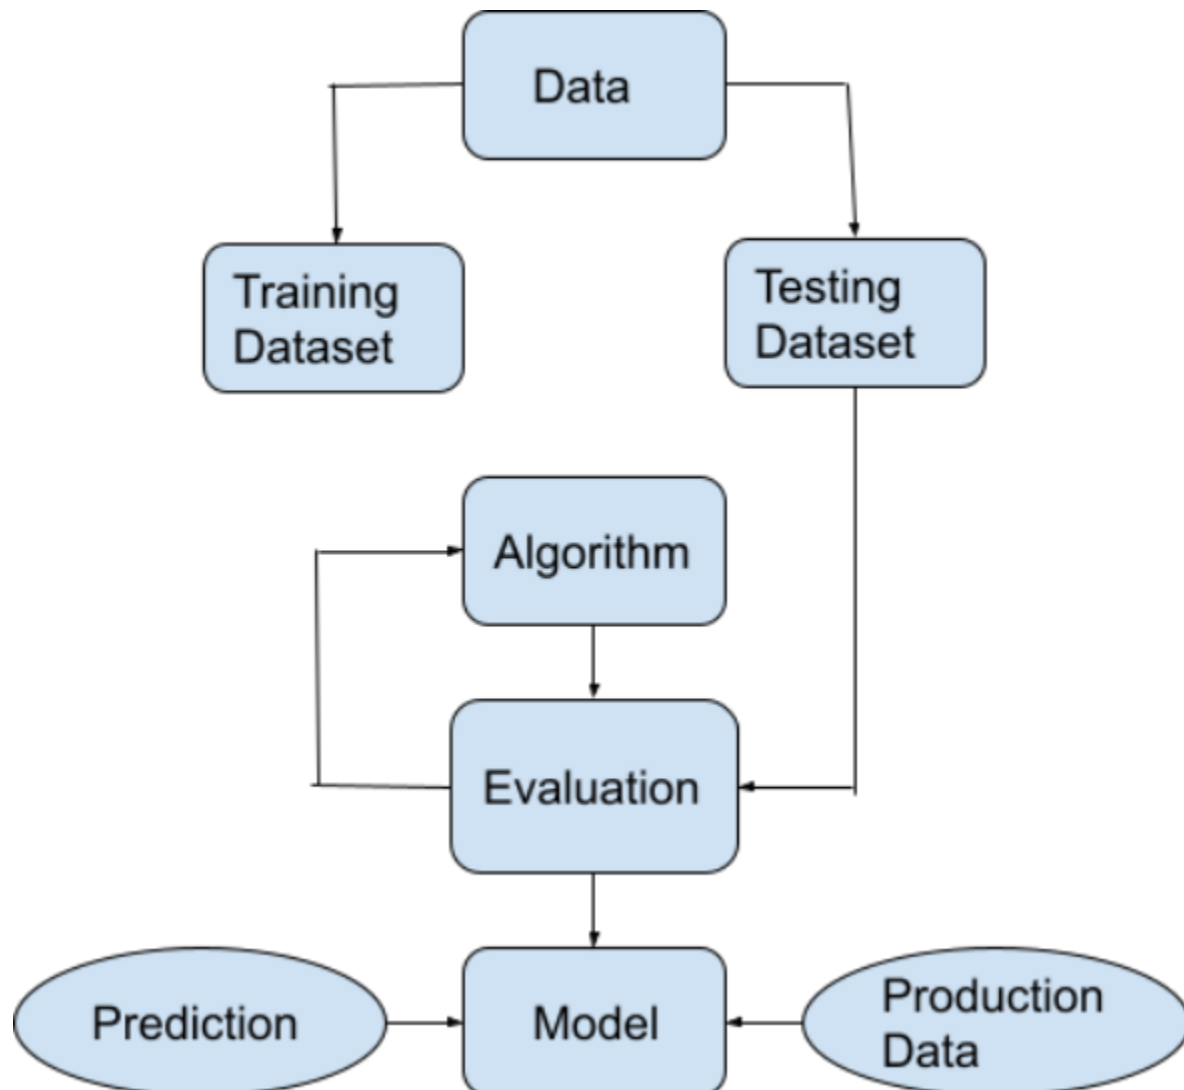 Data
Training
Dataset
Testing
Dataset
Algorithm
Evaluation
Prediction
Model
Production
Data